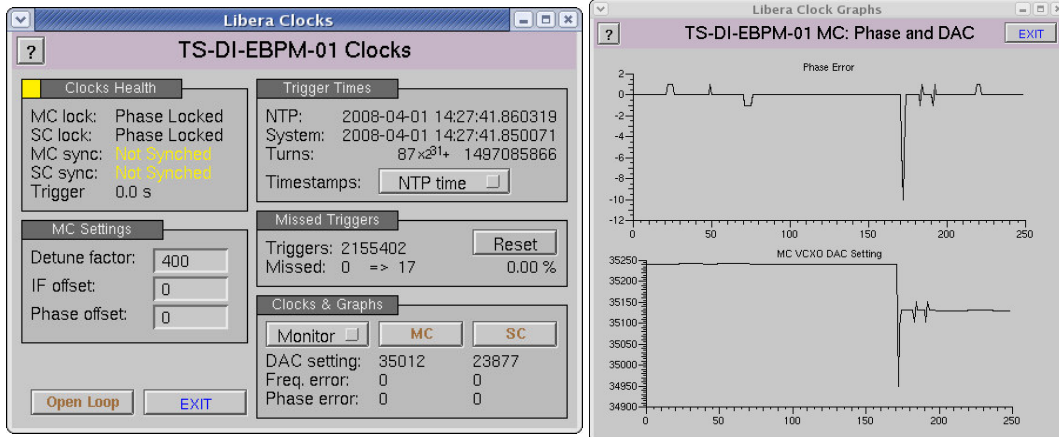 Libera Clocks
?
TS-DI-EBPM-01 Clocks
Clocks Health
MC lock: Phase Locked
SC lock: Phase Locked
MC sync: Not Synched
SC sync: Not Synched
Trigger 0.0 s
MC Settings
Detune factor: 400
IF offset: 0
Phase offset: 0
Open Loop
EXIT
Trigger Times
NTP: 2008-04-01 14:27:41.860319
System: 2008-04-01 14:27:41.850071
Turns: 87 x2³¹+ 1497085866
Timestamps: NTP time
Missed Triggers
Triggers: 2155402 Reset
Missed: 0 => 17 0.00 %
Clocks & Graphs
Monitor MC SC
DAC setting: 35012 23877
Freq. error: 0 0
Phase error: 0 0
Libera Clock Graphs
?
TS-DI-EBPM-01 MC: Phase and DAC
EXIT
Phase Error
2
0
-2
-4
-6
-8
-10
-12
0 50 100 150 200 250
MC VCXO DAC Setting
35250
35200
35150
35100
35050
35000
34950
34900
0 50 100 150 200 250